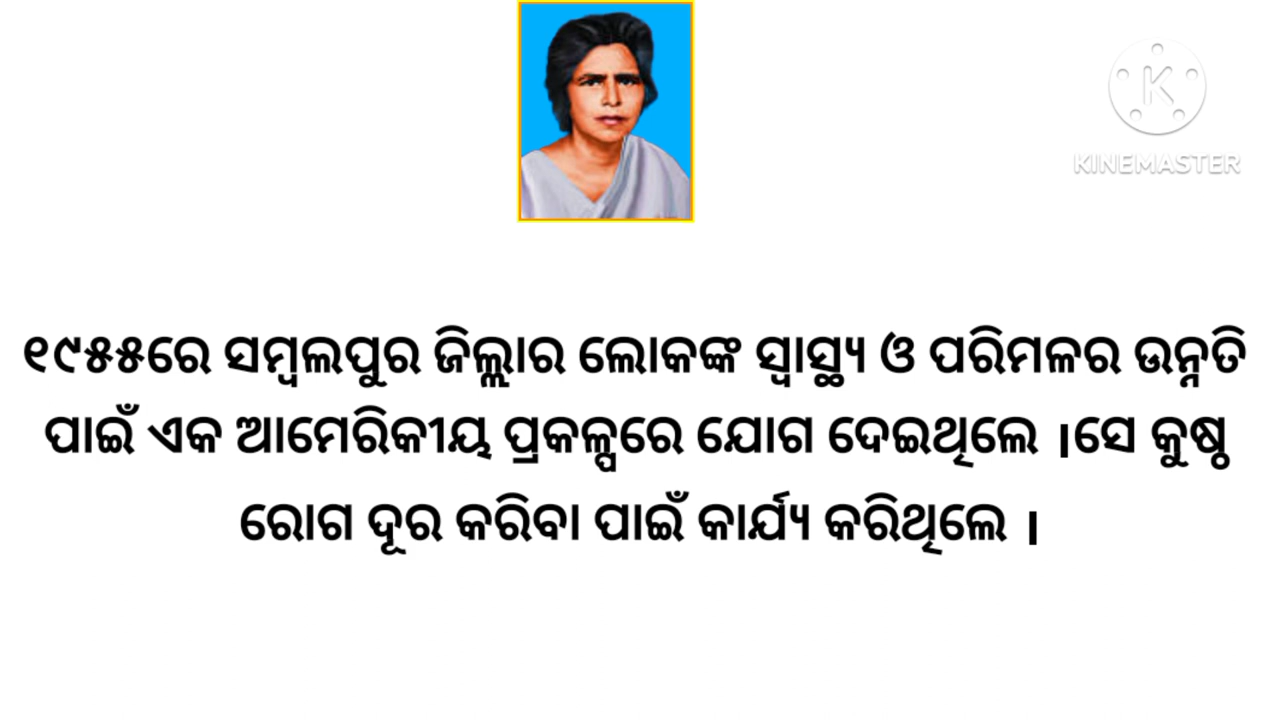 KINEMASTER
୧୯୫୫ରେ ସମ୍ବଲପୁର ଜିଲ୍ଲାର ଲୋକଙ୍କ ସ୍ୱାସ୍ଥ୍ୟ ଓ ପରିମଳର ଉନ୍ନତି
ପାଇଁ ଏକ ଆମେରିକୀୟ ପ୍ରକଳ୍ପରେ ଯୋଗ ଦେଇଥିଲେ ।ସେ କୁଷ୍ଠ
ରୋଗ ଦୂର କରିବା ପାଇଁ କାର୍ଯ୍ୟ କରିଥିଲେ ।